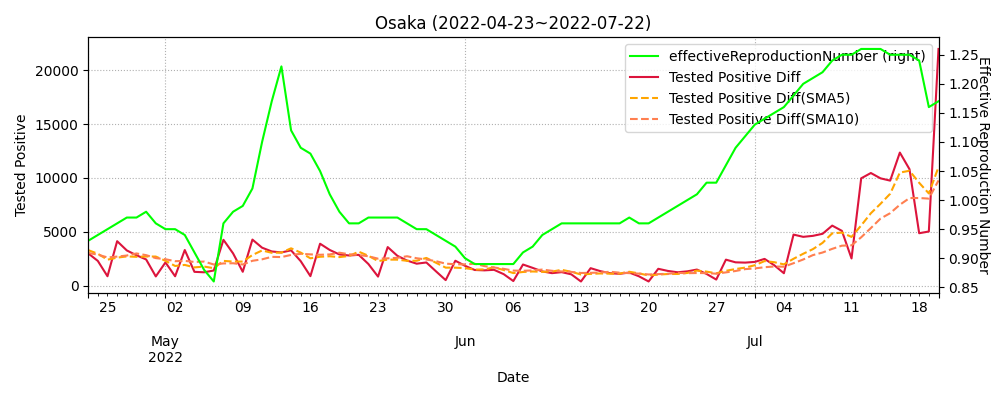 Osaka (2022-04-23~2022-07-22)
effectiveReproductionNumber (right)
Tested Positive Diff
Tested Positive Diff(SMA5)
Tested Positive Diff(SMA10)
Tested Positive
20000
15000
10000
5000
0
Effective Reproduction Number
1.25
1.20
1.15
1.10
1.05
1.00
0.95
0.90
0.85
25 02 09 16 23 30 06 13 20 27 04 11 18
May Jun Jul
2022
Date